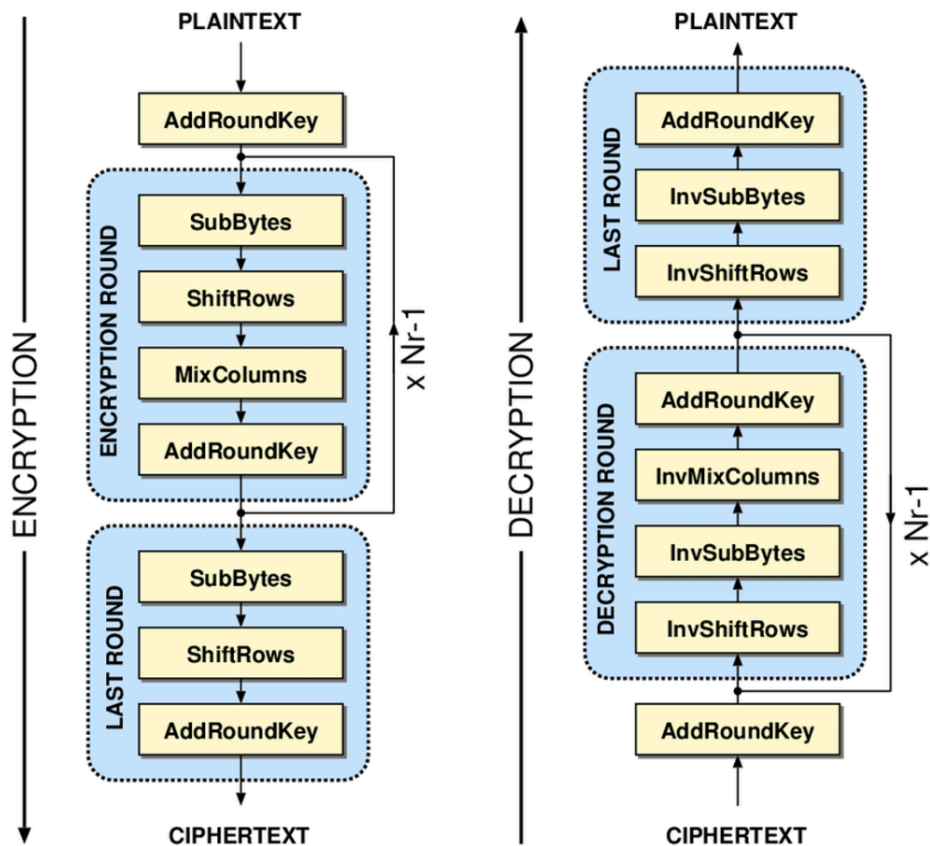 PLAINTEXT
AddRoundKey
ENCRYPTION ROUND
SubBytes
ShiftRows
MixColumns
AddRoundKey
x Nr-1
LAST ROUND
SubBytes
ShiftRows
AddRoundKey
CIPHERTEXT
ENCRYPTION
DECRYPTION
PLAINTEXT
LAST ROUND
AddRoundKey
InvSubBytes
InvShiftRows
DECRYPTION ROUND
AddRoundKey
InvMixColumns
InvSubBytes
InvShiftRows
x Nr-1
AddRoundKey
CIPHERTEXT